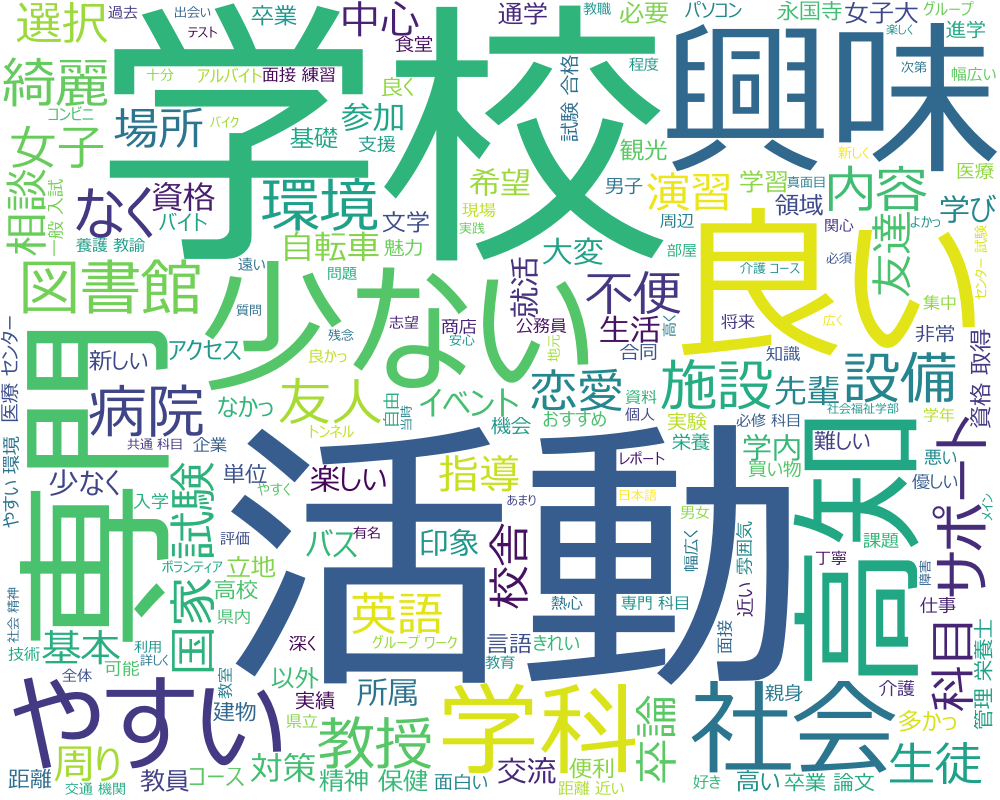 過去
出会い
卒業
中心
通学
教職
必要
パソコン
永国寺
女子大
グループ
選択
テスト
食堂
進学
楽しく
綺麗
十分
アルバイト
面接 練習
良く
学校
程度
興味
次第
幅広い
コンビニ
バイク
場所
基礎
参加
支援
試験 合格
観光
女子
相談
一般 入試
なく
資格
環境
文学
希望
男子
演習
学習
真面目
内容
医療
新しく
養護 教諭
バイト
自転車
魅力
現場
実践
周辺
領域
関心
学び
よかっ
センター 試験
図書館
遠い
問題
少ない
大変
就活
不便
部屋
介護 コース
必須
友達
良い
質問
残念
志望
商店
公務員
生活
高く
将来
広く
集中
医療 センター
新しい
アクセス
良かっ
安心
地元
合同
知識
非常
専門
病院
なかっ
友人
自由
当時
イベント
機会
恋愛
おすすめ
資料
個人
施設
先輩
設備
社会福祉学部
学年
資格 取得
やすい 環境
共通 科目
企業
トンネル
実験
栄養
必修 科目
学内
買い物
難しい
悪い
優しい
メイン
少なく
試験
単位
楽しい
指導
レポート
高知
サポート
入学
やすく
あまり
日本語
男女
評価
有名
活動
校舎
幅広く
雰囲気
課題
ボランティア
バス
印象
丁寧
障害
社会 精神
国家
立地
高校
英語
熱心
専門 科目
近い
面接
仕事
技術
基本
県内
深く
グループ ワーク
言語
きれい
科目
管理 栄養士
利用
可能
詳しく
以外
教育
全体
やすい
教室
建物
実績
所属
学科
社会
親身
介護
多かっ
県立
教授
卒論
生徒
距離
周り
交通 機関
教員
コース
対策
精神 保健
面白い
交流
便利
距離 近い
好き
高い
卒業 論文